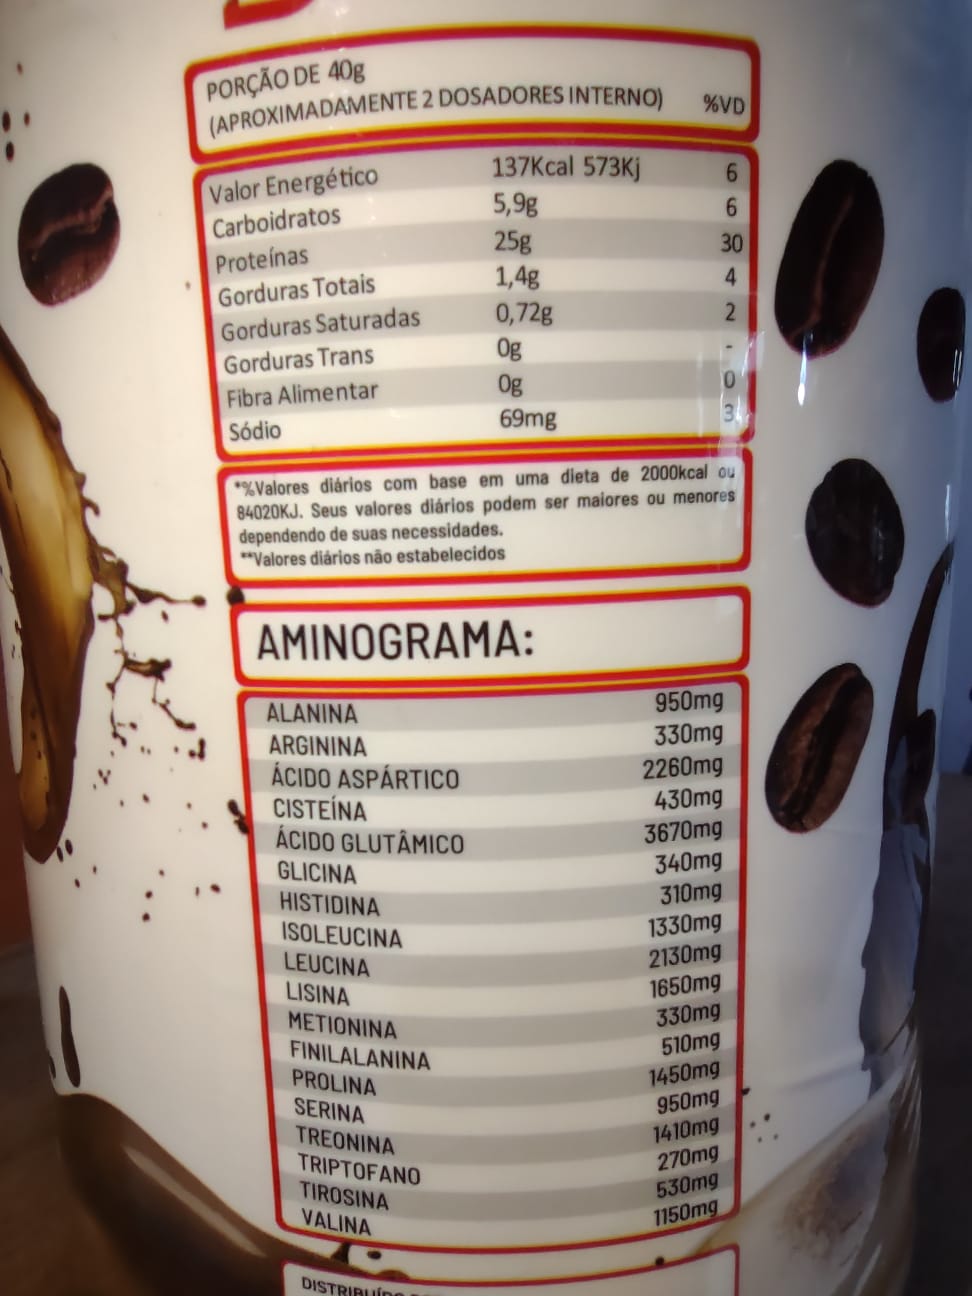 PORÇÃO DE 40g
(APROXIMADAMENTE 2 DOSADORES INTERNO) %VD
Valor Energético 137Kcal 573Kj 6
Carboidratos 5,9g 6
Proteínas 25g 30
Gorduras Totais 1,4g 4
Gorduras Saturadas 0,72g 2
Gorduras Trans 0g -
Fibra Alimentar 0g 0
Sódio 69mg 3
*%Valores diários com base em uma dieta de 2000kcal ou
84020KJ. Seus valores diários podem ser maiores ou menores
dependendo de suas necessidades.
**Valores diários não estabelecidos
AMINOGRAMA:
ALANINA 950mg
ARGININA 330mg
ÁCIDO ASPÁRTICO 2260mg
CISTEÍNA 430mg
ÁCIDO GLUTÂMICO 3670mg
GLICINA 340mg
HISTIDINA 310mg
ISOLEUCINA 1330mg
LEUCINA 2130mg
LISINA 1650mg
METIONINA 330mg
FINILALANINA 510mg
PROLINA 1450mg
SERINA 950mg
TREONINA 1410mg
TRIPTOFANO 270mg
TIROSINA 530mg
VALINA 1150mg